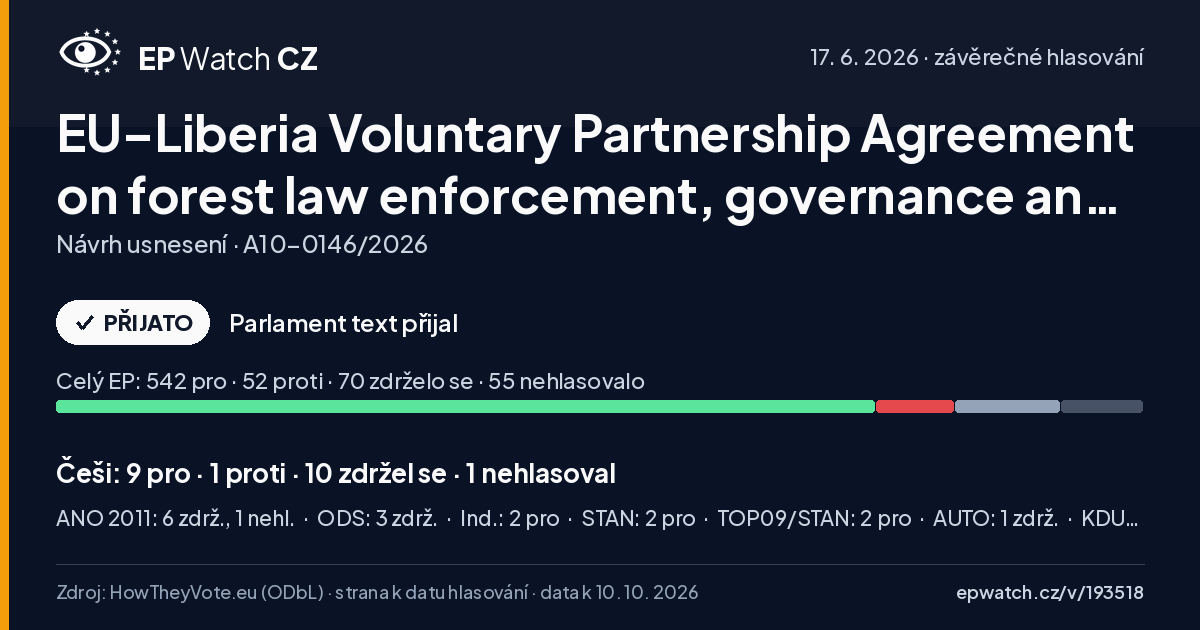 EP Watch CZ
17. 6. 2026 · závěrečné hlasování
EU–Liberia Voluntary Partnership Agreement
on forest law enforcement, governance an…
Návrh usnesení · A10-0146/2026
✓ PŘIJATO
Parlament text přijal
Celý EP: 542 pro · 52 proti · 70 zdrželo se · 55 nehlasovalo
Češi: 9 pro · 1 proti · 10 zdržel se · 1 nehlasoval
ANO 2011: 6 zdrž., 1 nehl. · ODS: 3 zdrž. · Ind.: 2 pro · STAN: 2 pro · TOP09/STAN: 2 pro · AUTO: 1 zdrž. · KDU…
Zdroj: HowTheyVote.eu (ODbL) · strana k datu hlasování · data k 10. 10. 2026
epwatch.cz/v/193518